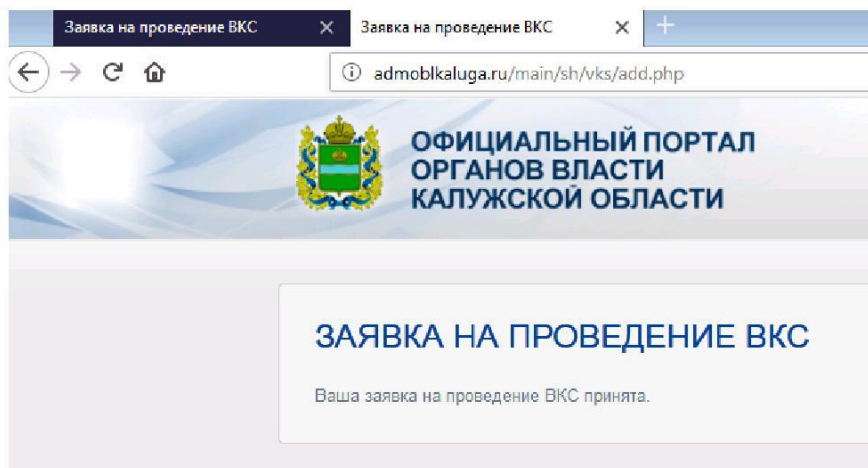 Заявка на проведение ВКС
Заявка на проведение ВКС
admoblkaluga.ru/main/sh/vks/add.php
ОФИЦИАЛЬНЫЙ ПОРТАЛ
ОРГАНОВ ВЛАСТИ
КАЛУЖСКОЙ ОБЛАСТИ
ЗАЯВКА НА ПРОВЕДЕНИЕ ВКС
Ваша заявка на проведение ВКС принята.